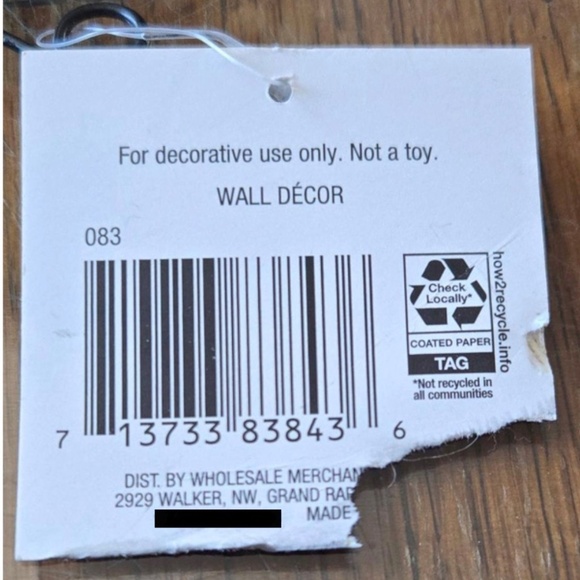 For decorative use only. Not a toy.
WALL DÉCOR
083
Check
Locally*
COATED PAPER
TAG
*Not recycled in
all communities
how2recycle.info
7 13733 83843 6
DIST. BY WHOLESALE MERCHAN
2929 WALKER, NW, GRAND RAP
MADE